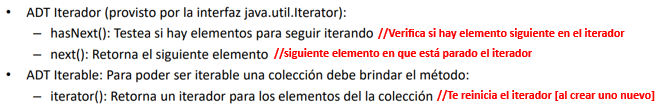 • ADT Iterador (provisto por la interfaz java.util.Iterator):
– hasNext(): Testea si hay elementos para seguir iterando //Verifica si hay elemento siguiente en el iterador
– next(): Retorna el siguiente elemento //siguiente elemento en que está parado el iterador
• ADT Iterable: Para poder ser iterable una colección debe brindar el método:
– iterator(): Retorna un iterador para los elementos del la colección //Te reinicia el iterador [al crear uno nuevo]